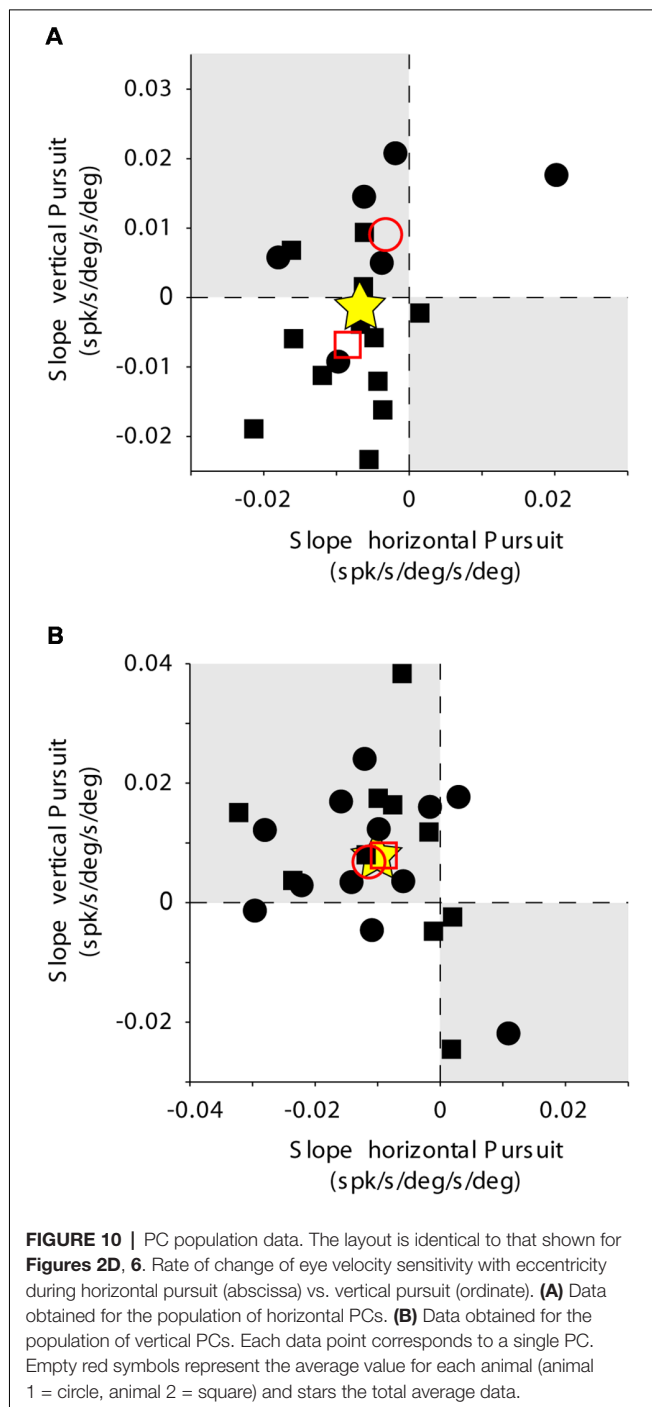 A
0.03
0.02
0.01
0
-0.01
-0.02
Slope vertical Pursuit
(spk/s/deg/s/deg)
-0.02 0 0.02
Slope horizontal Pursuit
(spk/s/deg/s/deg)
B
0.04
0.02
0
-0.02
Slope vertical Pursuit
(spk/s/deg/s/deg)
-0.04 -0.02 0 0.02
Slope horizontal Pursuit
(spk/s/deg/s/deg)
FIGURE 10 | PC population data. The layout is identical to that shown for
Figures 2D, 6. Rate of change of eye velocity sensitivity with eccentricity
during horizontal pursuit (abscissa) vs. vertical pursuit (ordinate). (A) Data
obtained for the population of horizontal PCs. (B) Data obtained for the
population of vertical PCs. Each data point corresponds to a single PC.
Empty red symbols represent the average value for each animal (animal
1 = circle, animal 2 = square) and stars the total average data.